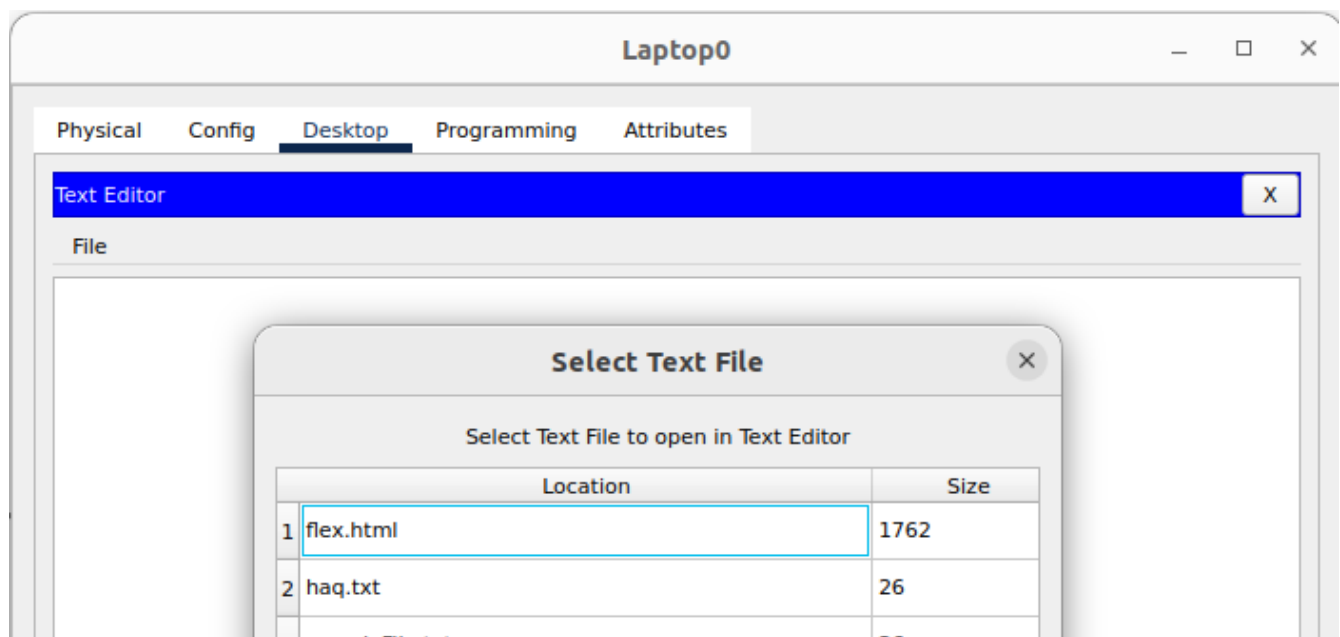 Laptop0
Physical Config Desktop Programming Attributes
Text Editor X
File
Select Text File
Select Text File to open in Text Editor
Location Size
1 flex.html 1762
2 haq.txt 26